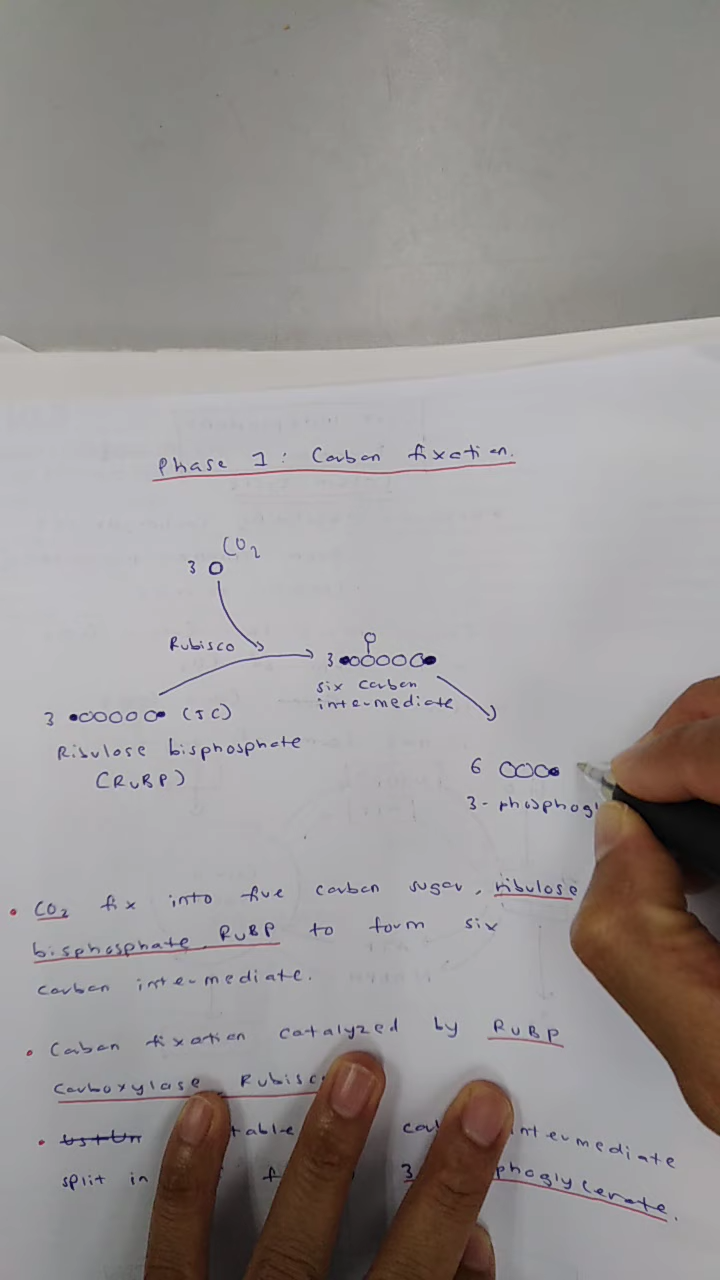 Phase 1: Carbon fixation.
CO2
3
Rubisco
3
six carbon
intermediate
3 (5C)
Ribulose bisphosphate
(RuBP)
6
3-phosphogl
• CO2 fix into five carbon sugar, ribulose
bisphosphate, RuBP to form six
carbon intermediate.
• Carbon fixation catalyzed by RuBP
carboxylase, Rubisc
• table intermediate
split in 3 phoglycerate.